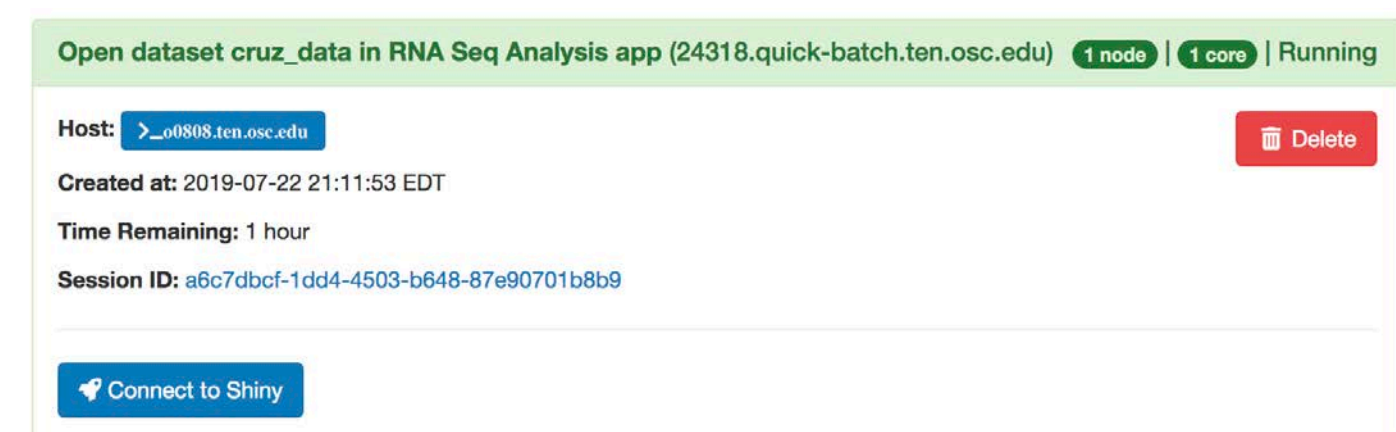 Open dataset cruz_data in RNA Seq Analysis app (24318.quick-batch.ten.osc.edu) 1 node | 1 core | Running
Host: >_o0808.ten.osc.edu
Delete
Created at: 2019-07-22 21:11:53 EDT
Time Remaining: 1 hour
Session ID: a6c7dbcf-1dd4-4503-b648-87e90701b8b9
Connect to Shiny